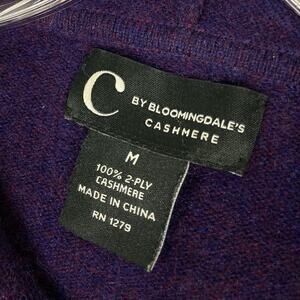 C BY BLOOMINGDALE'S
CASHMERE
M
100% 2-PLY
CASHMERE
MADE IN CHINA
RN 1279